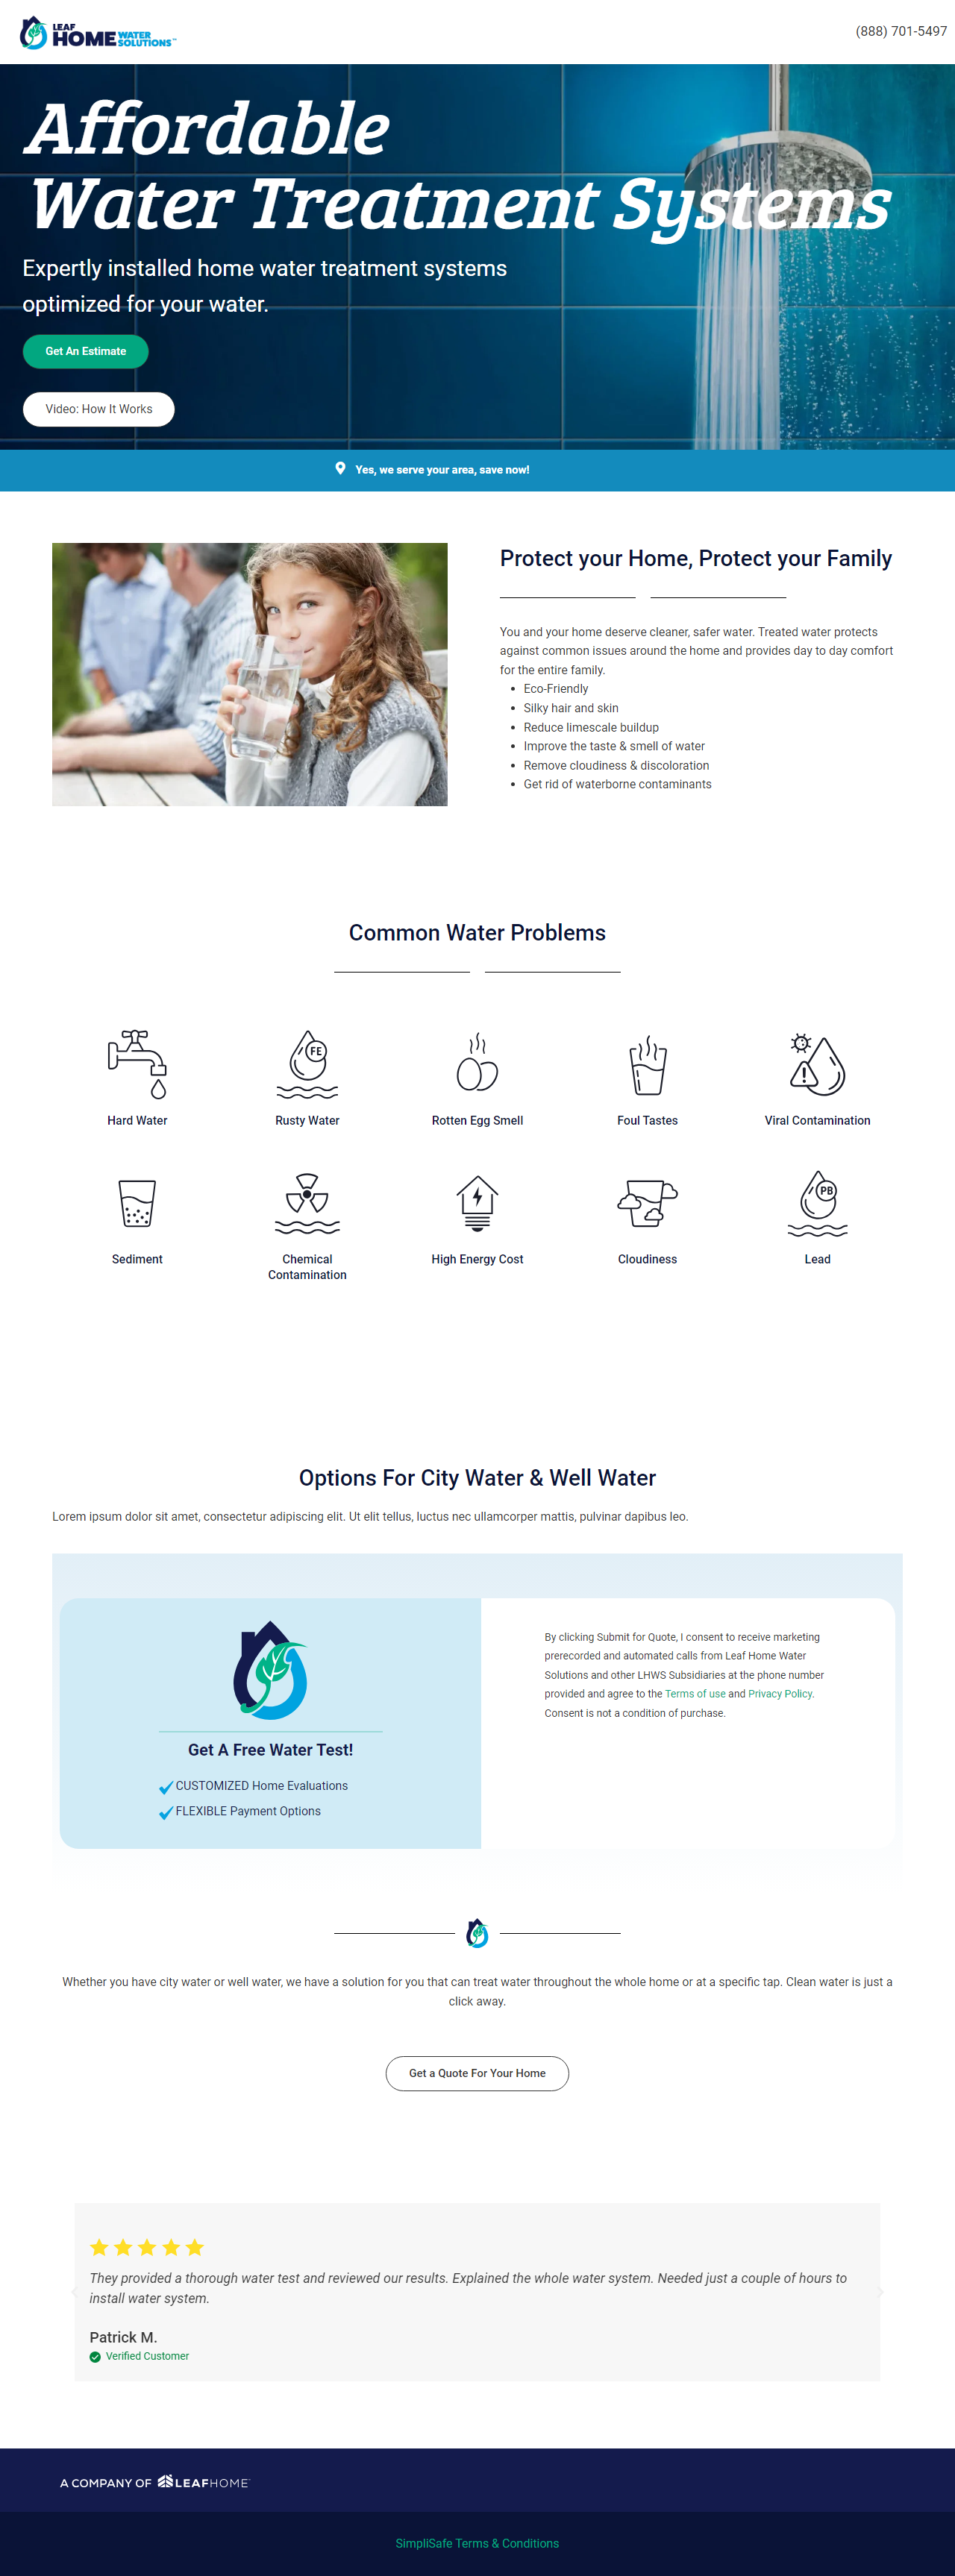 LEAF
HOME WATER SOLUTIONS™
(888) 701-5497
Affordable
Water Treatment Systems
Expertly installed home water treatment systems
optimized for your water.
Get An Estimate
Video: How It Works
Yes, we serve your area, save now!
Protect your Home, Protect your Family
You and your home deserve cleaner, safer water. Treated water protects
against common issues around the home and provides day to day comfort
for the entire family.
• Eco-Friendly
• Silky hair and skin
• Reduce limescale buildup
• Improve the taste & smell of water
• Remove cloudiness & discoloration
• Get rid of waterborne contaminants
Common Water Problems
FE
Hard Water
Rusty Water
Rotten Egg Smell
Foul Tastes
Viral Contamination
PB
Sediment
Chemical
Contamination
High Energy Cost
Cloudiness
Lead
Options For City Water & Well Water
Lorem ipsum dolor sit amet, consectetur adipiscing elit. Ut elit tellus, luctus nec ullamcorper mattis, pulvinar dapibus leo.
Get A Free Water Test!
CUSTOMIZED Home Evaluations
FLEXIBLE Payment Options
By clicking Submit for Quote, I consent to receive marketing
prerecorded and automated calls from Leaf Home Water
Solutions and other LHWS Subsidiaries at the phone number
provided and agree to the Terms of use and Privacy Policy.
Consent is not a condition of purchase.
Whether you have city water or well water, we have a solution for you that can treat water throughout the whole home or at a specific tap. Clean water is just a
click away.
Get a Quote For Your Home
They provided a thorough water test and reviewed our results. Explained the whole water system. Needed just a couple of hours to
install water system.
Patrick M.
Verified Customer
A COMPANY OF LEAFHOME
SimpliSafe Terms & Conditions